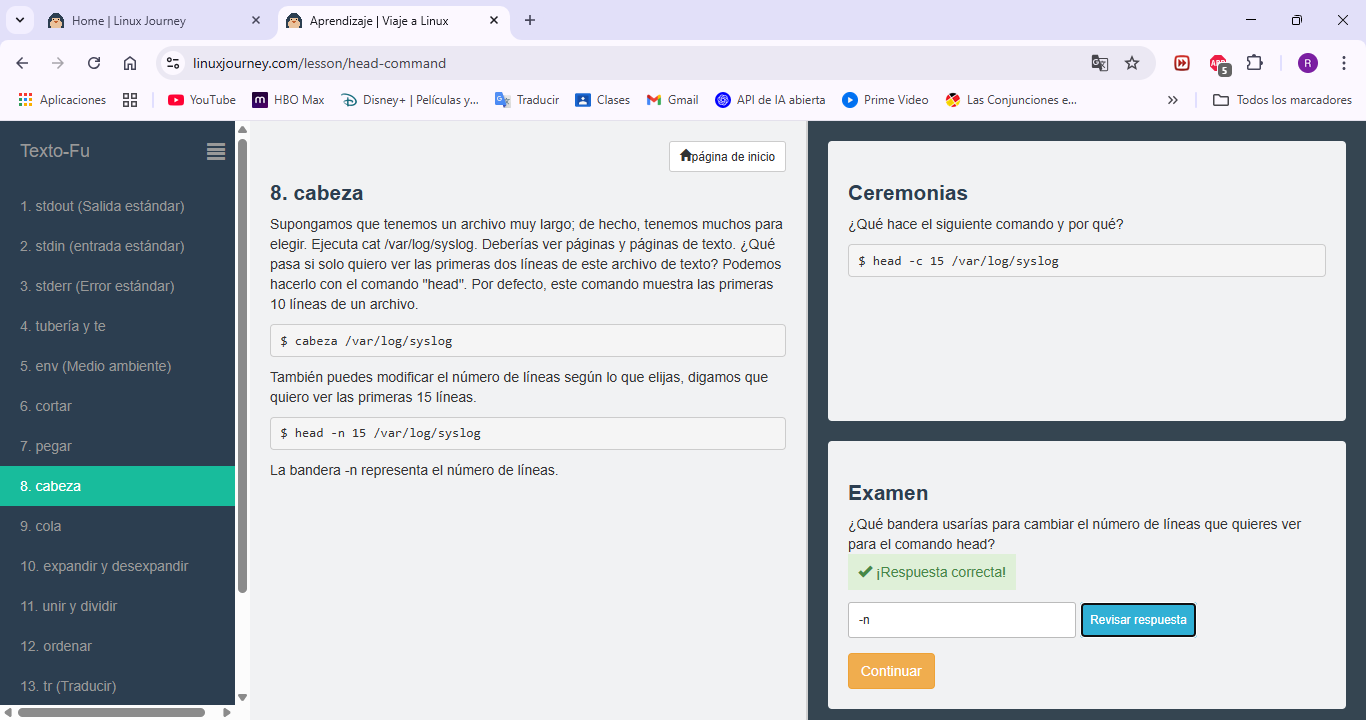 Home | Linux Journey
Aprendizaje | Viaje a Linux
linuxjourney.com/lesson/head-command
ABP
5
R
Aplicaciones
YouTube
m HBO Max
Disney+ | Películas y...
Traducir
Clases
Gmail
API de IA abierta
Prime Video
Las Conjunciones e...
»
Todos los marcadores
Texto-Fu
1. stdout (Salida estándar)
2. stdin (entrada estándar)
3. stderr (Error estándar)
4. tubería y te
5. env (Medio ambiente)
6. cortar
7. pegar
8. cabeza
9. cola
10. expandir y desexpandir
11. unir y dividir
12. ordenar
13. tr (Traducir)
página de inicio
8. cabeza
Supongamos que tenemos un archivo muy largo; de hecho, tenemos muchos para
elegir. Ejecuta cat /var/log/syslog. Deberías ver páginas y páginas de texto. ¿Qué
pasa si solo quiero ver las primeras dos líneas de este archivo de texto? Podemos
hacerlo con el comando "head". Por defecto, este comando muestra las primeras
10 líneas de un archivo.
$ cabeza /var/log/syslog
También puedes modificar el número de líneas según lo que elijas, digamos que
quiero ver las primeras 15 líneas.
$ head -n 15 /var/log/syslog
La bandera -n representa el número de líneas.
Ceremonias
¿Qué hace el siguiente comando y por qué?
$ head -c 15 /var/log/syslog
Examen
¿Qué bandera usarías para cambiar el número de líneas que quieres ver
para el comando head?
¡Respuesta correcta!
-n
Revisar respuesta
Continuar